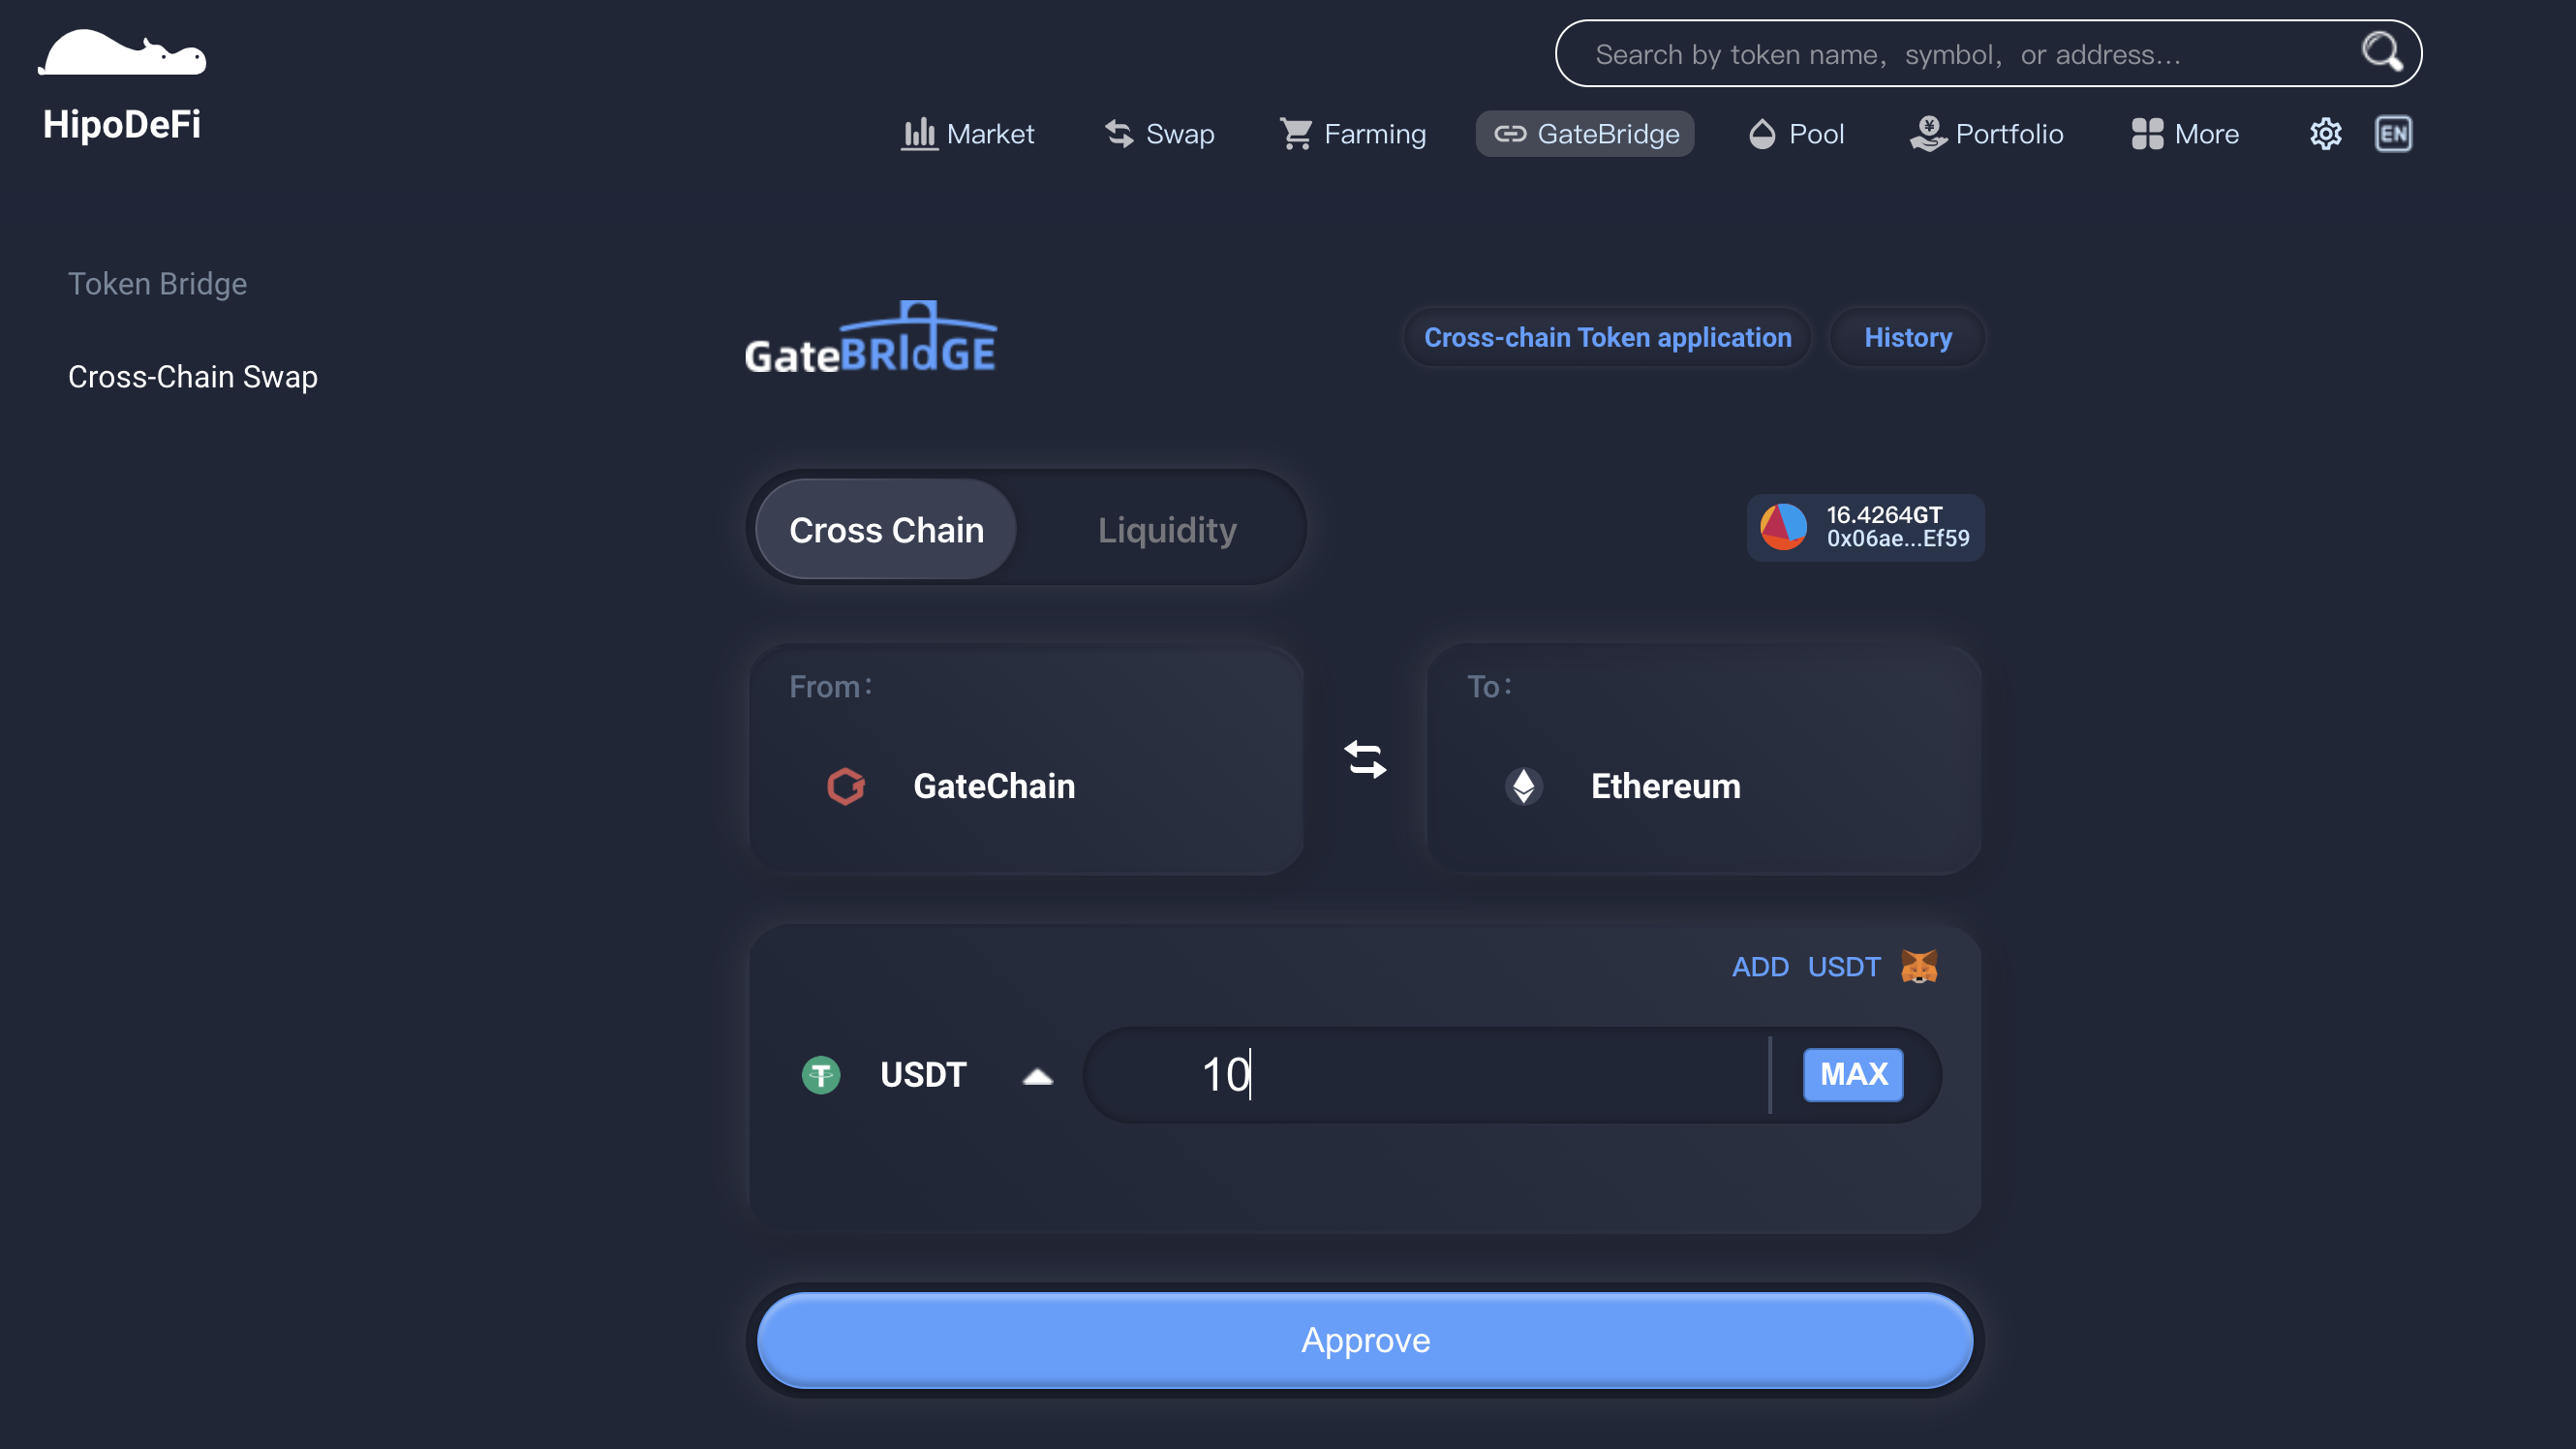 HipoDeFi
Search by token name, symbol, or address...
Market
Swap
Farming
GateBridge
Pool
Portfolio
More
EN
Token Bridge
Cross-Chain Swap
GateBRIdGE
Cross-chain Token application
History
Cross Chain
Liquidity
16.4264GT
0x06ae...Ef59
From:
GateChain
To:
Ethereum
ADD USDT
USDT
10
MAX
Approve